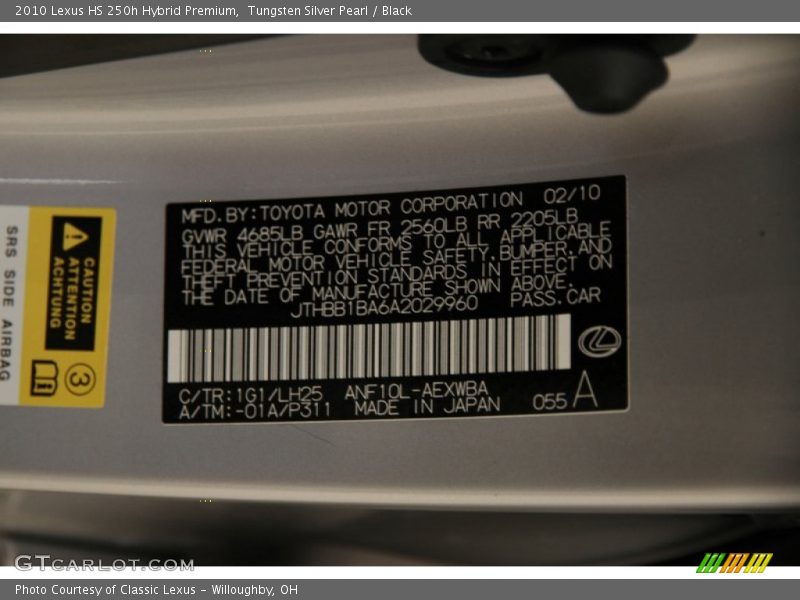 2010 Lexus HS 250h Hybrid Premium,  Tungsten Silver Pearl / Black
MFD. BY: TOYOTA MOTOR CORPORATION 02/10
GVWR 4685LB GAWR FR 2560LB RR 2205LB
THIS VEHICLE CONFORMS TO ALL APPLICABLE
FEDERAL MOTOR VEHICLE SAFETY, BUMPER, AND
THEFT PREVENTION STANDARDS IN EFFECT ON
THE DATE OF MANUFACTURE SHOWN ABOVE.
JTHBB1BA6A2029960 PASS. CAR
C/TR: 1G1/LH25 ANF10L-AEXWBA
A/TM: -01A/P311 MADE IN JAPAN 055 A
CAUTION
ATTENTION
ACHTUNG
3
SRS SIDE AIRBAG
GTCARLOT.COM
Photo Courtesy of Classic Lexus - Willoughby, OH